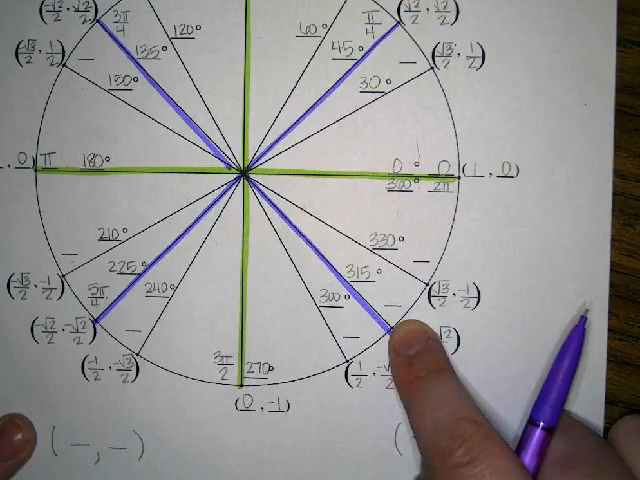 (-√2/2, √2/2) 3π/4 π/4 (√2/2, √2/2)
120° 60°
135° 45°
(-√3/2, 1/2) (√3/2, 1/2)
150° 30°
, 0) π 180° 0° 0 (1, 0)
360° 2π
210° 330°
225° 315°
(-√3/2, -1/2) 5π/4 240° 300° (√3/2, -1/2)
(-√2/2, -√2/2)
(-1/2, -√3/2) 3π/2 270° (1/2, -√
(0, -1)
(—, —) (